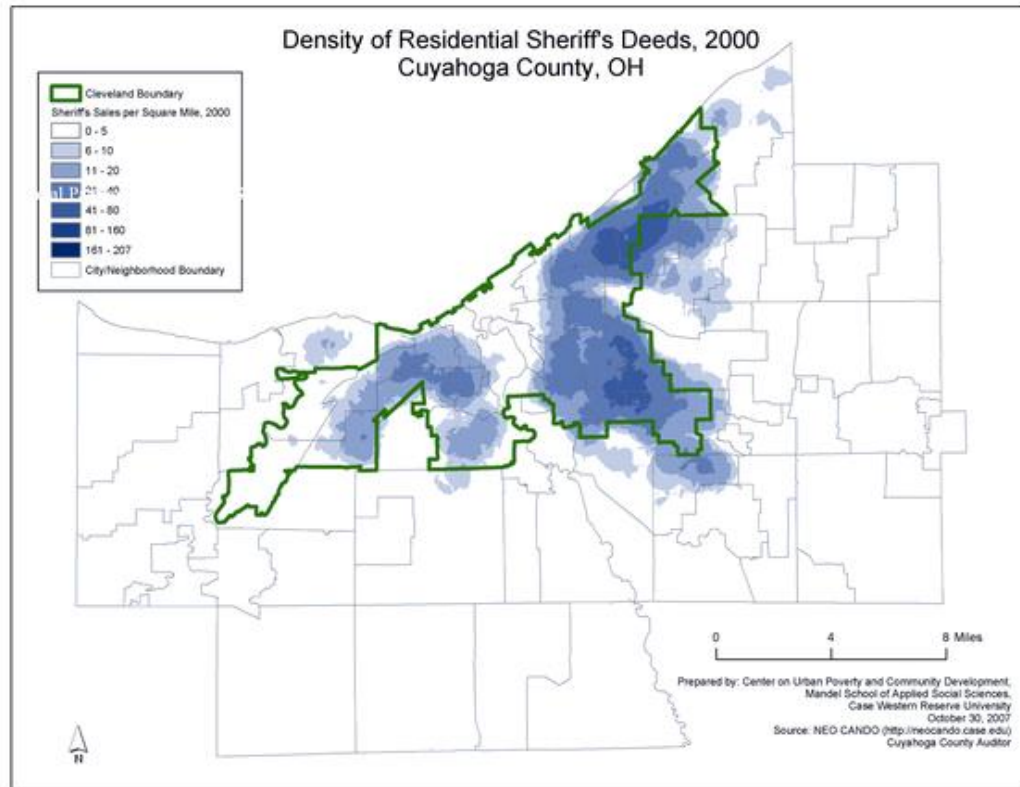 Density of Residential Sheriff's Deeds, 2000
Cuyahoga County, OH
Cleveland Boundary
Sheriff's Sales per Square Mile, 2000
0 - 5
6 - 10
11 - 20
21 - 40
41 - 80
81 - 160
161 - 207
City/Neighborhood Boundary
0 4 8 Miles
Prepared by: Center on Urban Poverty and Community Development,
Mandel School of Applied Social Sciences,
Case Western Reserve University
October 30, 2007
Source: NEO CANDO (http://neocando.case.edu)
Cuyahoga County Auditor
N